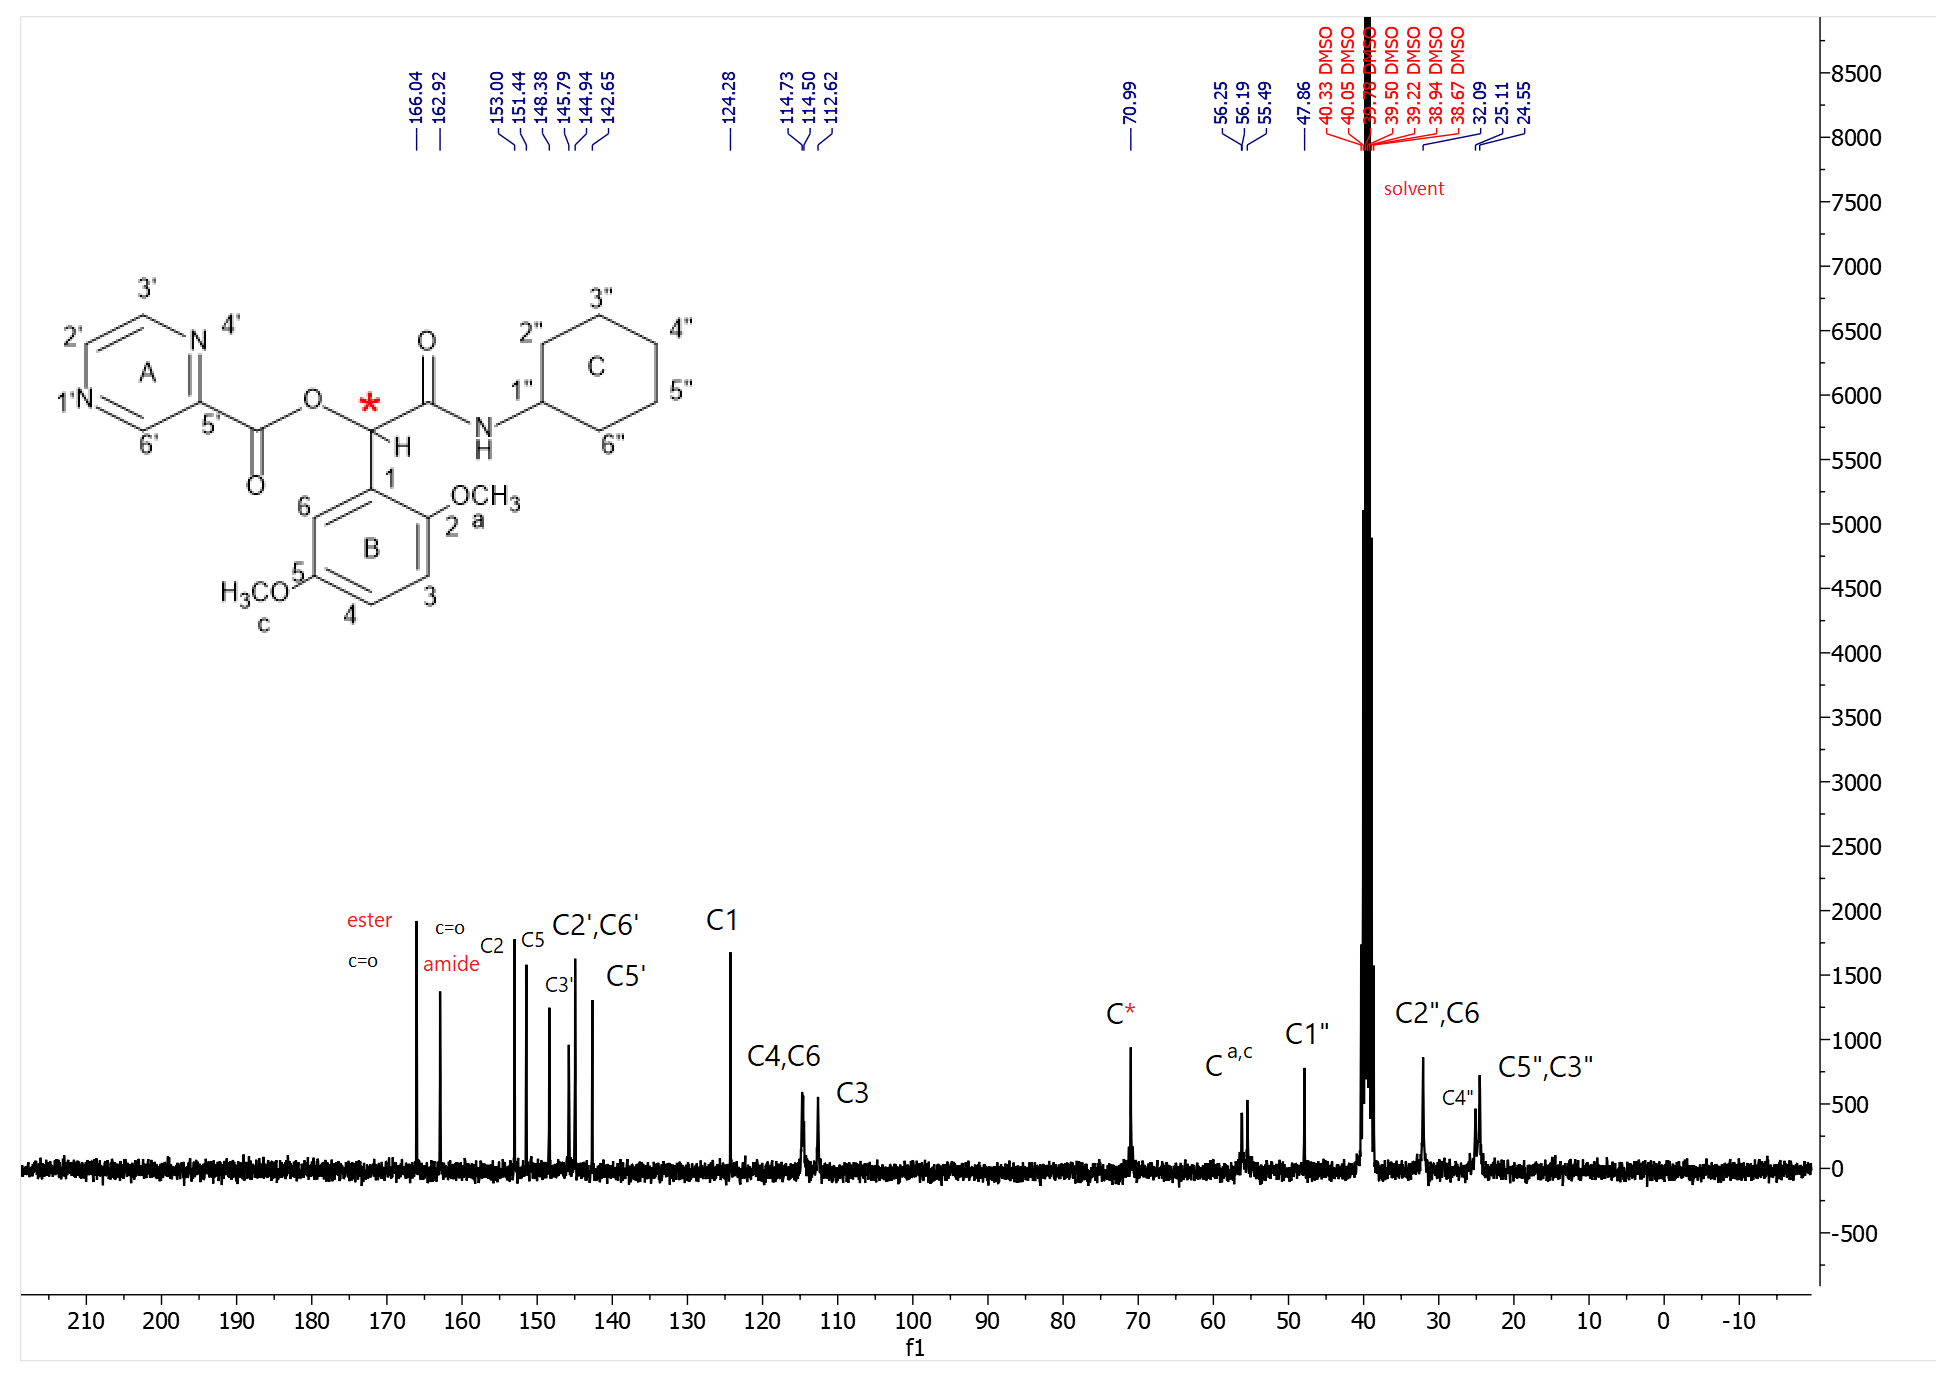 166.04
162.92
153.00
151.44
148.38
145.79
144.94
142.65
124.28
114.73
114.50
112.62
70.99
56.25
56.19
55.49
47.86
40.33 DMSO
40.05 DMSO
39.78 DMSO
39.50 DMSO
39.22 DMSO
38.94 DMSO
38.67 DMSO
32.09
25.11
24.55
solvent
3'
2'
N
4'
A
1'
N
5'
6'
O
O
*
O
H
N
H
1"
2"
3"
4"
C
5"
6"
1
6
OCH3
a
2
B
5
H3CO
c
4
3
ester
c=o
c=o
amide
C2
C5
C3'
C2',C6'
C5'
C1
C4,C6
C3
C*
C a,c
C1"
C2",C6
C4"
C5",C3"
8500
8000
7500
7000
6500
6000
5500
5000
4500
4000
3500
3000
2500
2000
1500
1000
500
0
-500
210 200 190 180 170 160 150 140 130 120 110 100 90 80 70 60 50 40 30 20 10 0 -10
f1